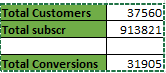 Total Customers 37560
Total subscr 913821
Total Conversions 31905